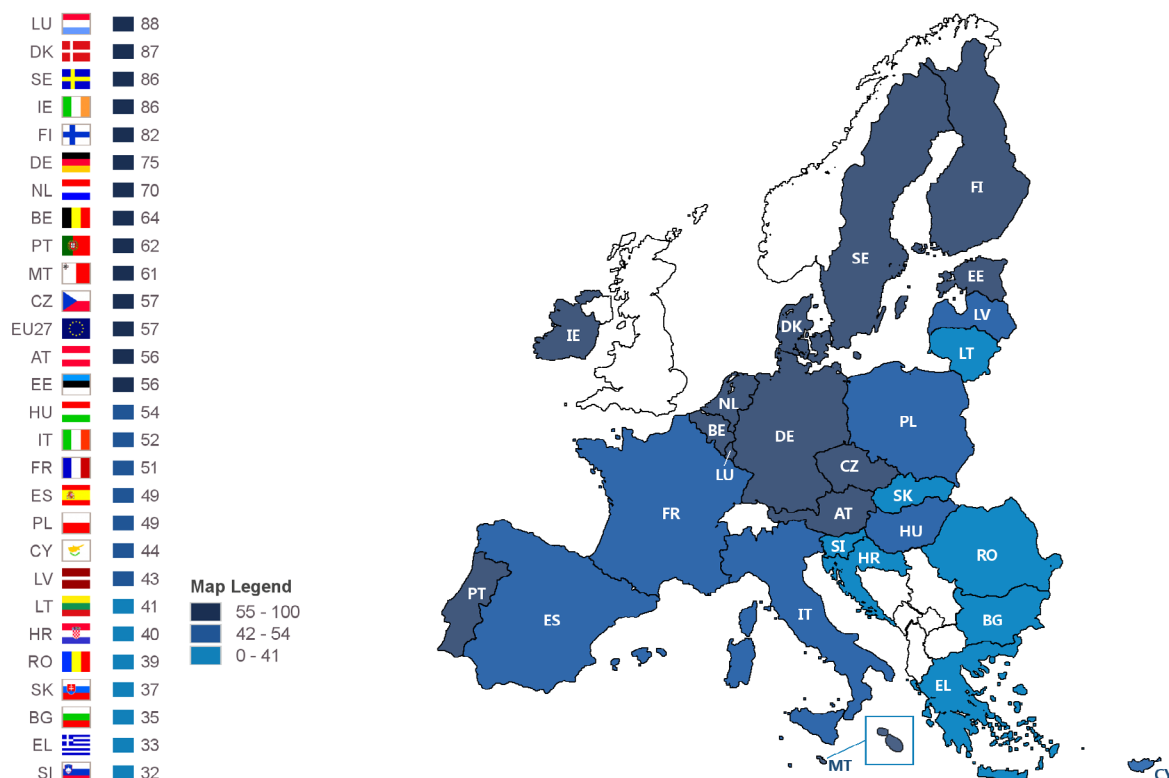 LU 88
DK 87
SE 86
IE 86
FI 82
DE 75
NL 70
BE 64
PT 62
MT 61
CZ 57
EU27 57
AT 56
EE 56
HU 54
IT 52
FR 51
ES 49
PL 49
CY 44
LV 43
LT 41
HR 40
RO 39
SK 37
BG 35
EL 33
SI 32
Map Legend
55 - 100
42 - 54
0 - 41
FI
SE
EE
LV
DK
IE
LT
NL
PL
BE
DE
CZ
LU
SK
FR
AT
HU
SI
HR
RO
PT
ES
IT
BG
EL
MT
CY